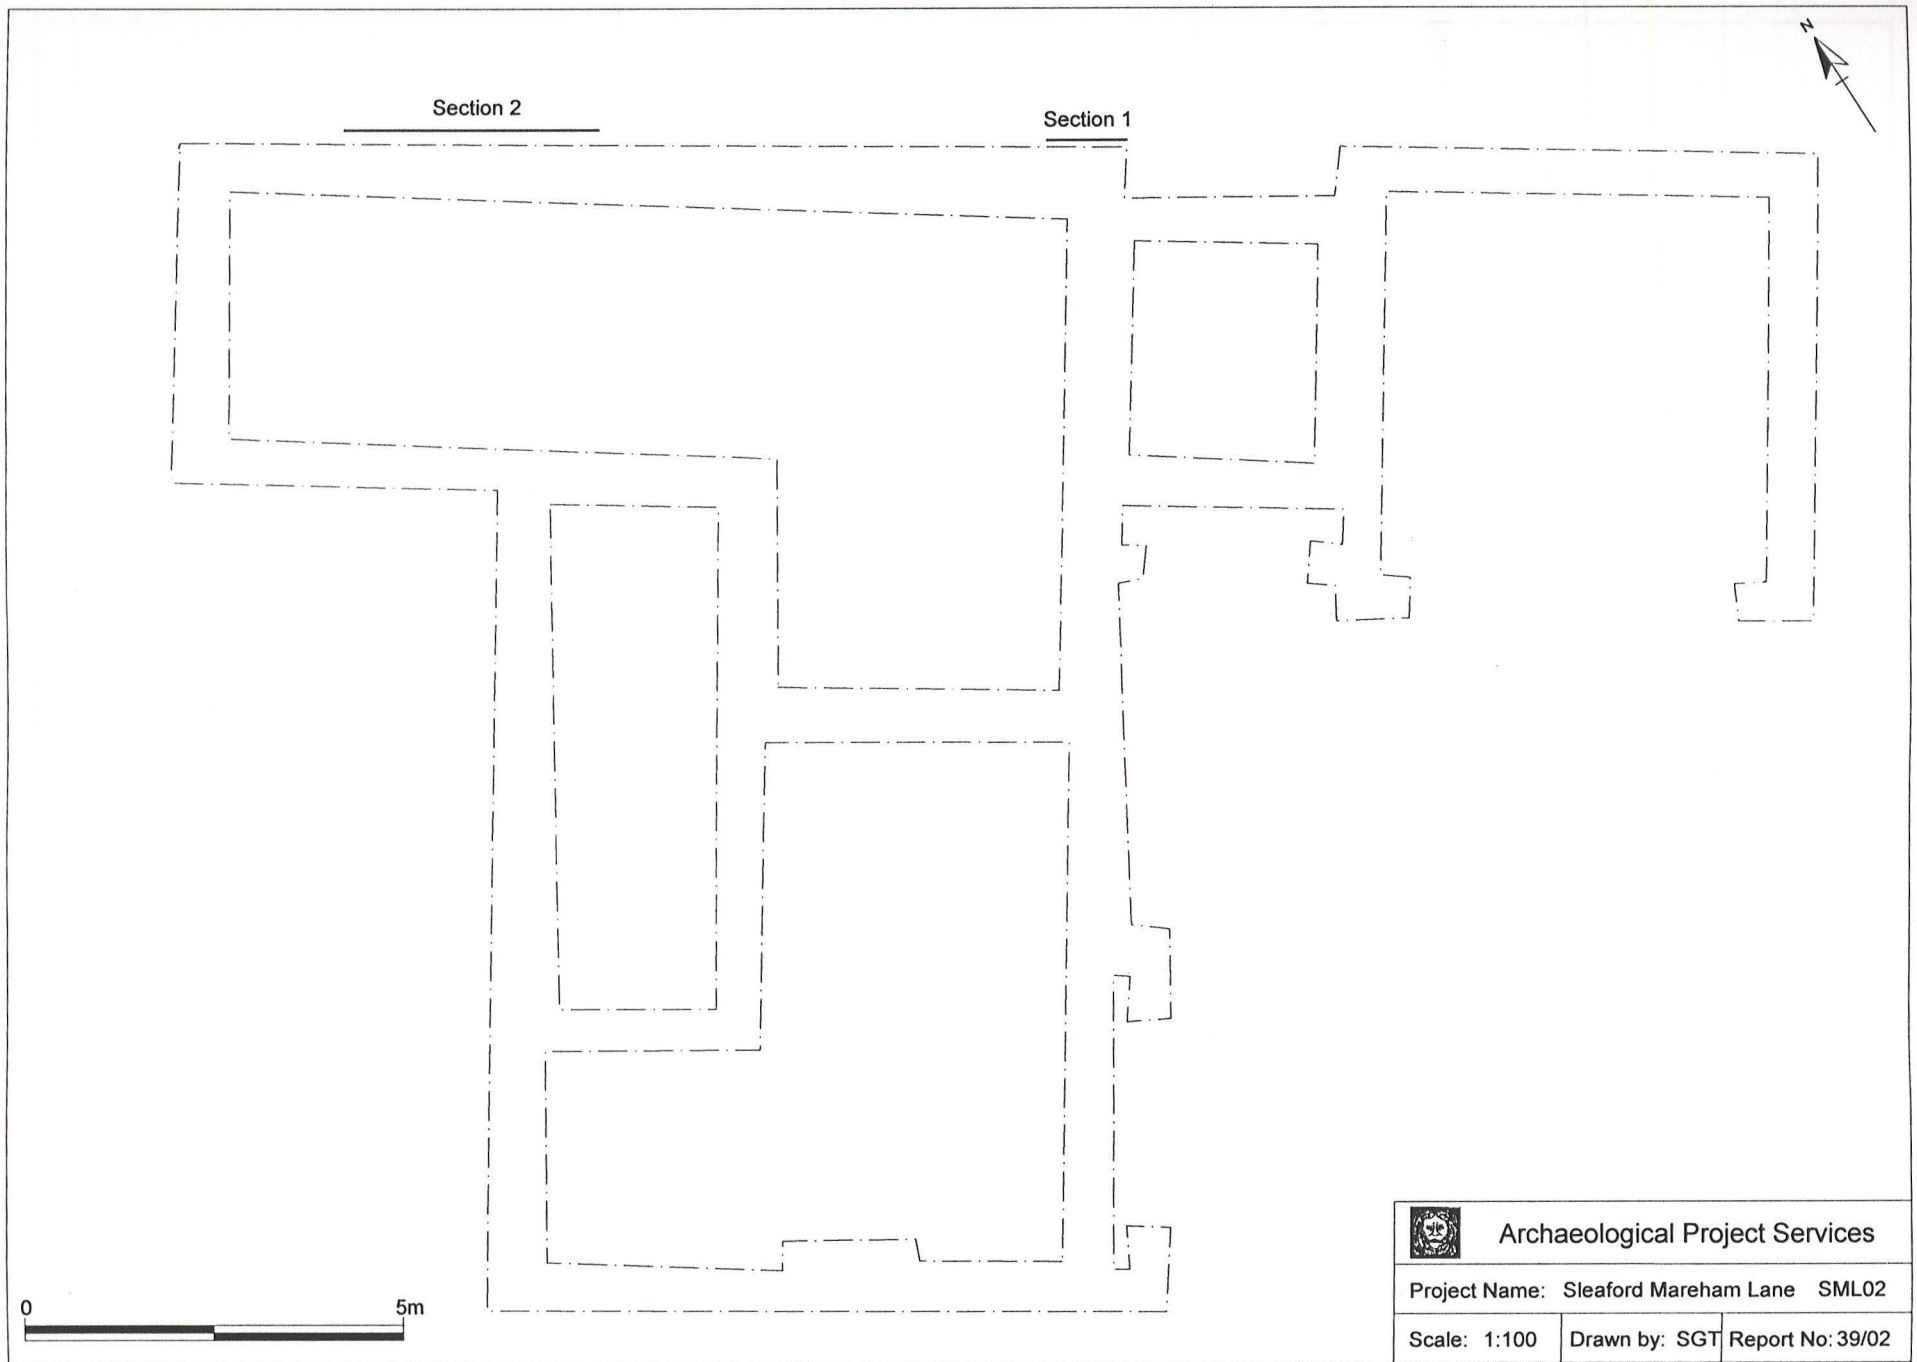 N
Section 2
Section 1
0 5m
Archaeological Project Services
Project Name: Sleaford Mareham Lane SML02
Scale: 1:100 Drawn by: SGT Report No: 39/02